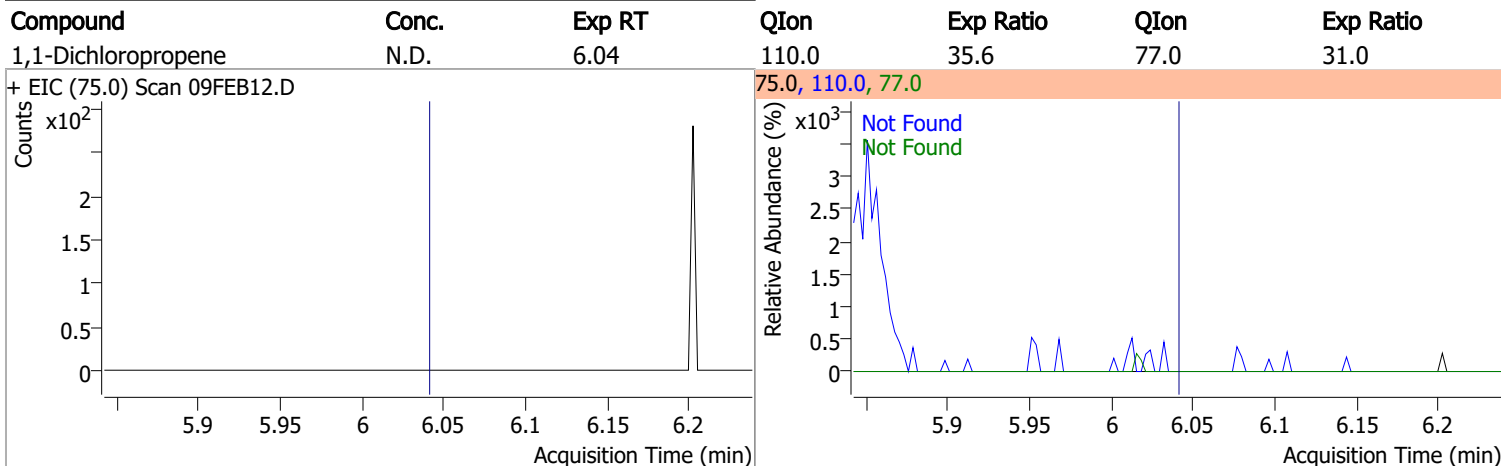 Compound Conc. Exp RT QIon Exp Ratio QIon Exp Ratio
1,1-Dichloropropene N.D. 6.04 110.0 35.6 77.0 31.0
+ EIC (75.0) Scan 09FEB12.D
75.0, 110.0, 77.0
Counts
x10²
2
1.5
1
0.5
0
5.9 5.95 6 6.05 6.1 6.15 6.2
Acquisition Time (min)
Relative Abundance (%)
x10³
Not Found
Not Found
3
2.5
2
1.5
1
0.5
0
5.9 5.95 6 6.05 6.1 6.15 6.2
Acquisition Time (min)